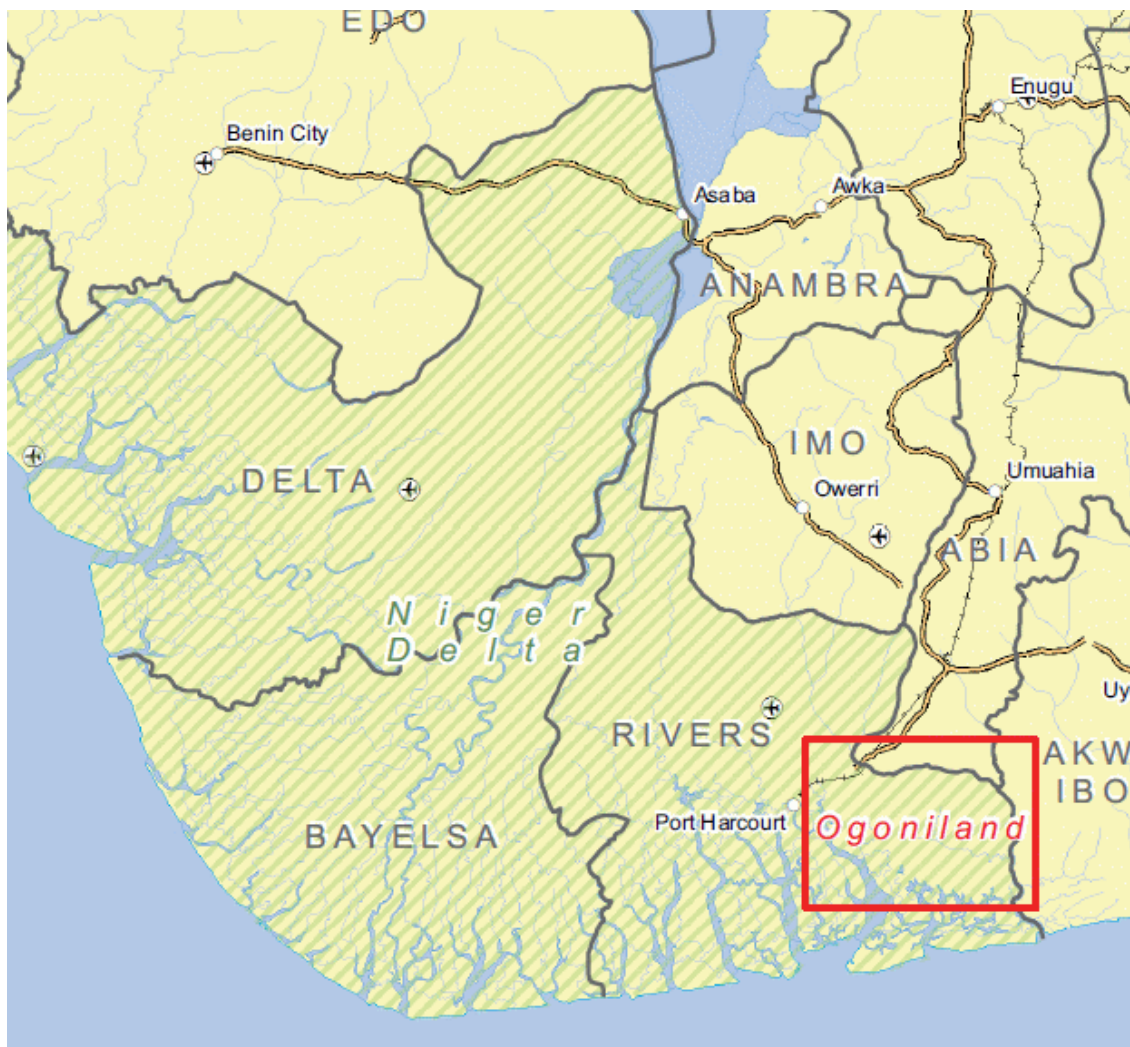 EDO
Enugu
Benin City
Awka
Asaba
ANAMBRA
IMO
Umuahia
DELTA
Owerri
ABIA
Niger
Delta
Uy
RIVERS
AKW
IBO
Port Harcourt
Ogoniland
BAYELSA